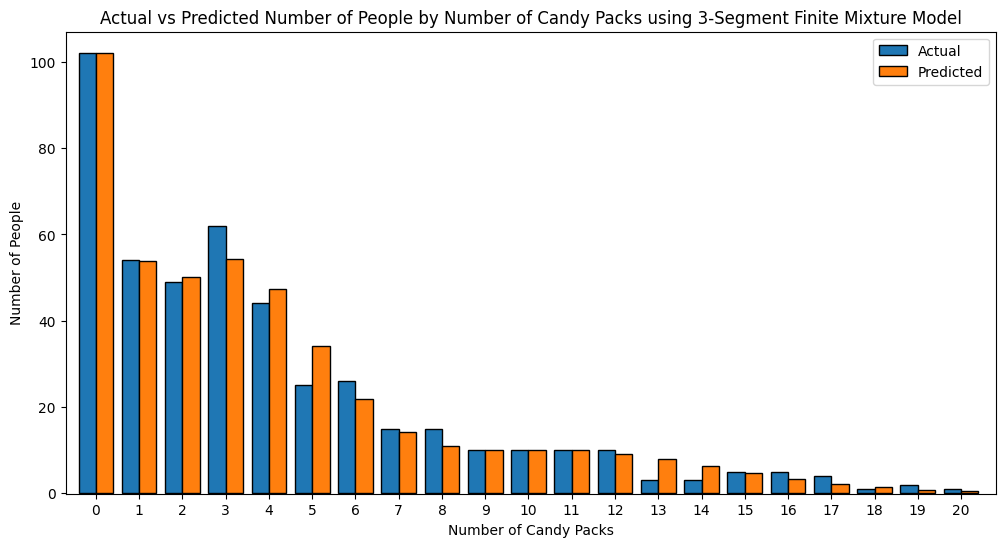 Actual vs Predicted Number of People by Number of Candy Packs using 3-Segment Finite Mixture Model
Actual
Predicted
Number of People
100
80
60
40
20
0
0 1 2 3 4 5 6 7 8 9 10 11 12 13 14 15 16 17 18 19 20
Number of Candy Packs